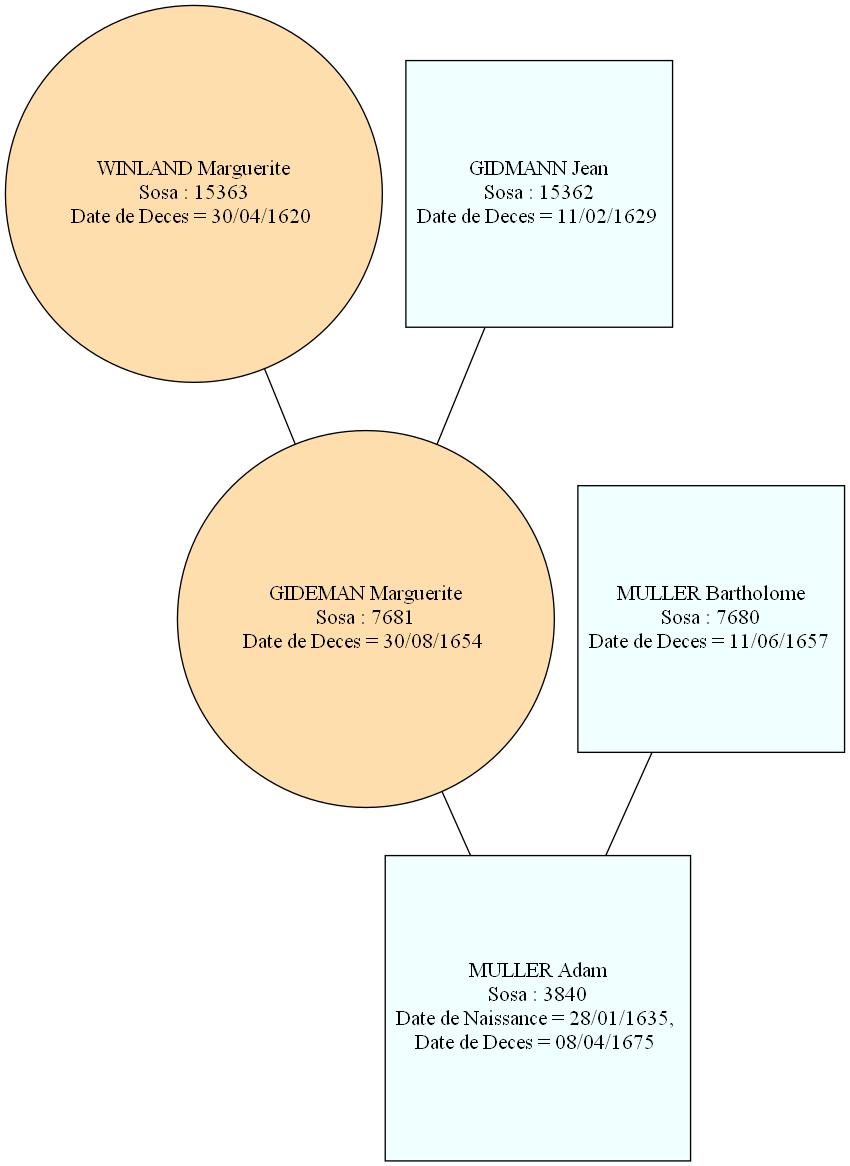 WINLAND Marguerite
Sosa : 15363
Date de Deces = 30/04/1620
GIDMANN Jean
Sosa : 15362
Date de Deces = 11/02/1629
GIDEMAN Marguerite
Sosa : 7681
Date de Deces = 30/08/1654
MULLER Bartholome
Sosa : 7680
Date de Deces = 11/06/1657
MULLER Adam
Sosa : 3840
Date de Naissance = 28/01/1635,
Date de Deces = 08/04/1675